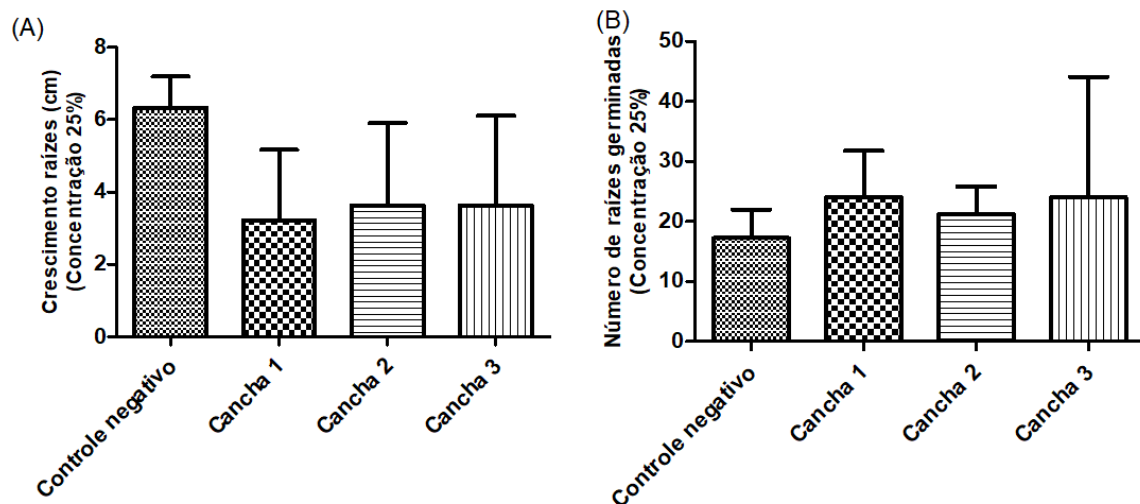 (A)
Crescimento raízes (cm)
(Concentração 25%)
8
6
4
2
0
Controle negativo
Cancha 1
Cancha 2
Cancha 3
(B)
Número de raízes germinadas
(Concentração 25%)
50
40
30
20
10
0
Controle negativo
Cancha 1
Cancha 2
Cancha 3